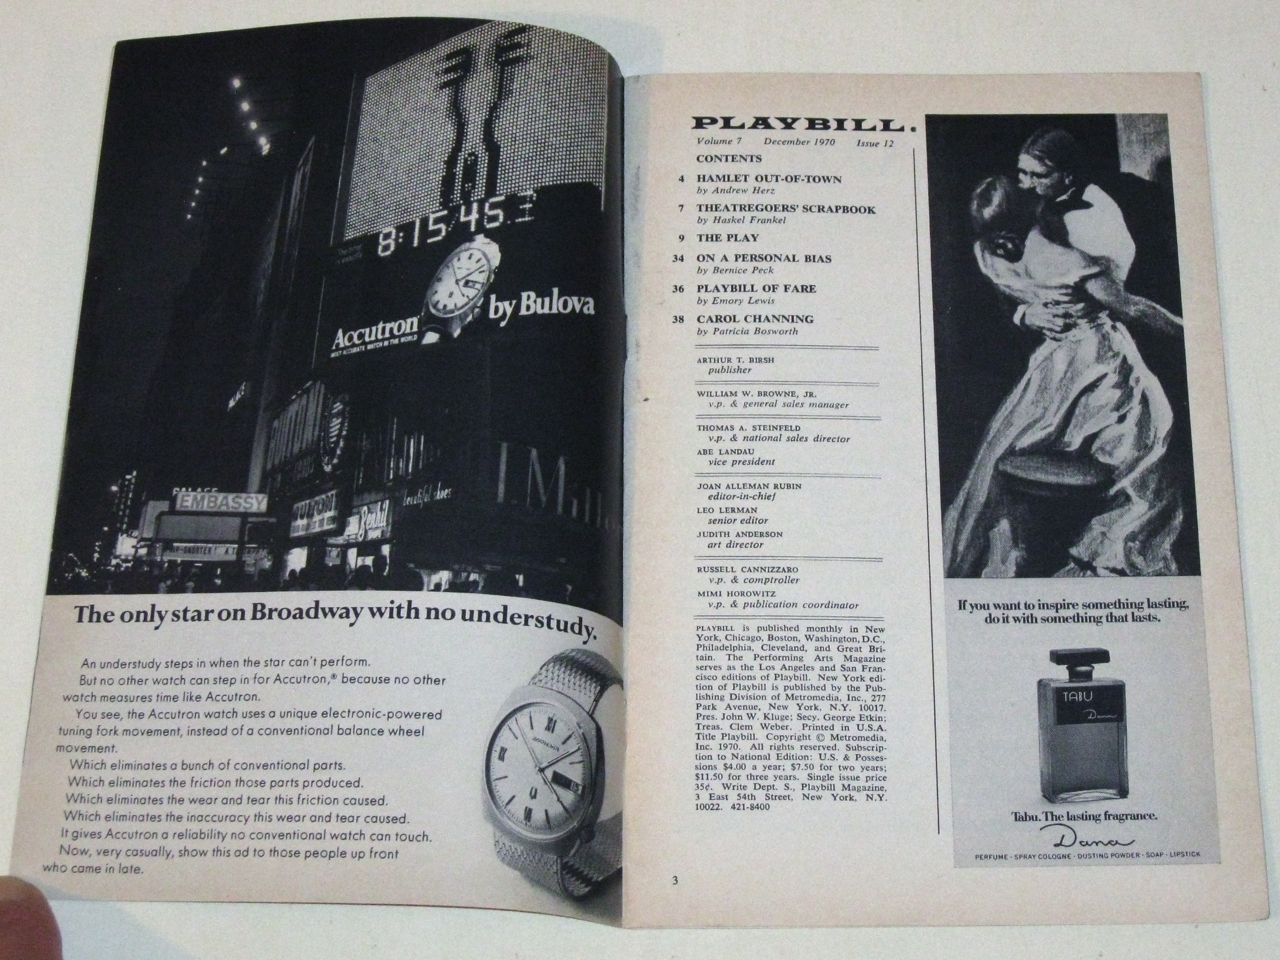 8:15 45
Accutron by Bulova
MOST ACCURATE WATCH IN THE WORLD
PALACE
PALACE
EMBASSY
beautiful shoes
The only star on Broadway with no understudy.
An understudy steps in when the star can't perform.
But no other watch can step in for Accutron,® because no other
watch measures time like Accutron.
You see, the Accutron watch uses a unique electronic-powered
tuning fork movement, instead of a conventional balance wheel
movement.
Which eliminates a bunch of conventional parts.
Which eliminates the friction those parts produced.
Which eliminates the wear and tear this friction caused.
Which eliminates the inaccuracy this wear and tear caused.
It gives Accutron a reliability no conventional watch can touch.
Now, very casually, show this ad to those people up front
who came in late.
PLAYBILL.
Volume 7 December 1970 Issue 12
CONTENTS
4 HAMLET OUT-OF-TOWN
by Andrew Herz
7 THEATREGOERS' SCRAPBOOK
by Haskel Frankel
9 THE PLAY
34 ON A PERSONAL BIAS
by Bernice Peck
36 PLAYBILL OF FARE
by Emory Lewis
38 CAROL CHANNING
by Patricia Bosworth
ARTHUR T. BIRSH
publisher
WILLIAM W. BROWNE, JR.
v.p. & general sales manager
THOMAS A. STEINFELD
v.p. & national sales director
ABE LANDAU
vice president
JOAN ALLEMAN RUBIN
editor-in-chief
LEO LERMAN
senior editor
JUDITH ANDERSON
art director
RUSSELL CANNIZZARO
v.p. & comptroller
MIMI HOROWITZ
v.p. & publication coordinator
PLAYBILL is published monthly in New
York, Chicago, Boston, Washington, D.C.,
Philadelphia, Cleveland, and Great Bri-
tain. The Performing Arts Magazine
serves as the Los Angeles and San Fran-
cisco editions of Playbill. New York edi-
tion of Playbill is published by the Pub-
lishing Division of Metromedia, Inc., 277
Park Avenue, New York, N.Y. 10017.
Pres. John W. Kluge; Secy. George Etkin;
Treas. Clem Weber. Printed in U.S.A.
Title Playbill. Copyright © Metromedia,
Inc. 1970. All rights reserved. Subscrip-
tion to National Edition: U.S. & Posses-
sions $4.00 a year; $7.50 for two years;
$11.50 for three years. Single issue price
35¢. Write Dept. S., Playbill Magazine,
3 East 54th Street, New York, N.Y.
10022. 421-8400
3
If you want to inspire something lasting,
do it with something that lasts.
TABU
Dana
Tabu. The lasting fragrance.
Dana
PERFUME · SPRAY COLOGNE · DUSTING POWDER · SOAP · LIPSTICK